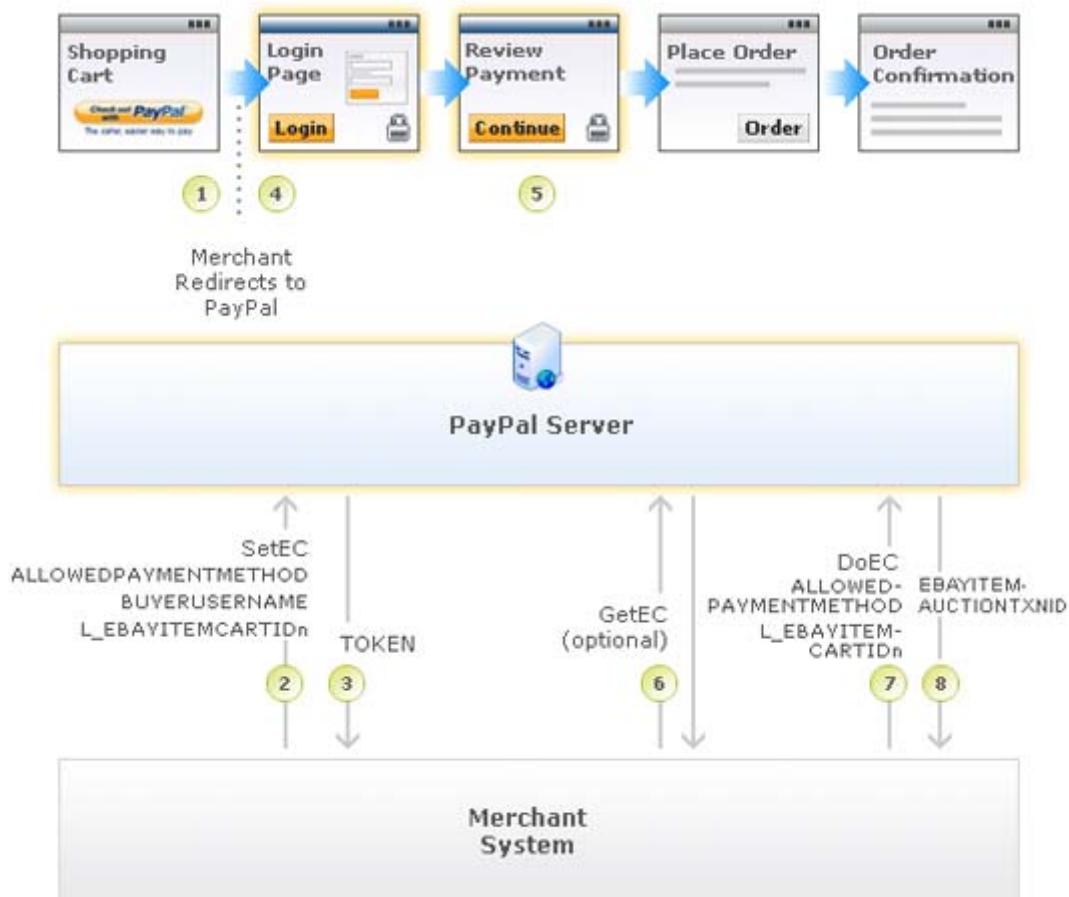 Shopping
Cart
Check out
with PayPal
The safer, easier way to pay
Login
Page
Login
Review
Payment
Continue
Place Order
Order
Order
Confirmation
1
4
5
Merchant
Redirects to
PayPal
PayPal Server
SetEC
ALLOWEDPAYMENTMETHOD
BUYERUSERNAME
L_EBAYITEMCARTIDn
TOKEN
GetEC
(optional)
DoEC
ALLOWED-
PAYMENTMETHOD
L_EBAYITEM-
CARTIDn
EBAYITEM-
AUCTIONTXNID
2
3
6
7
8
Merchant
System